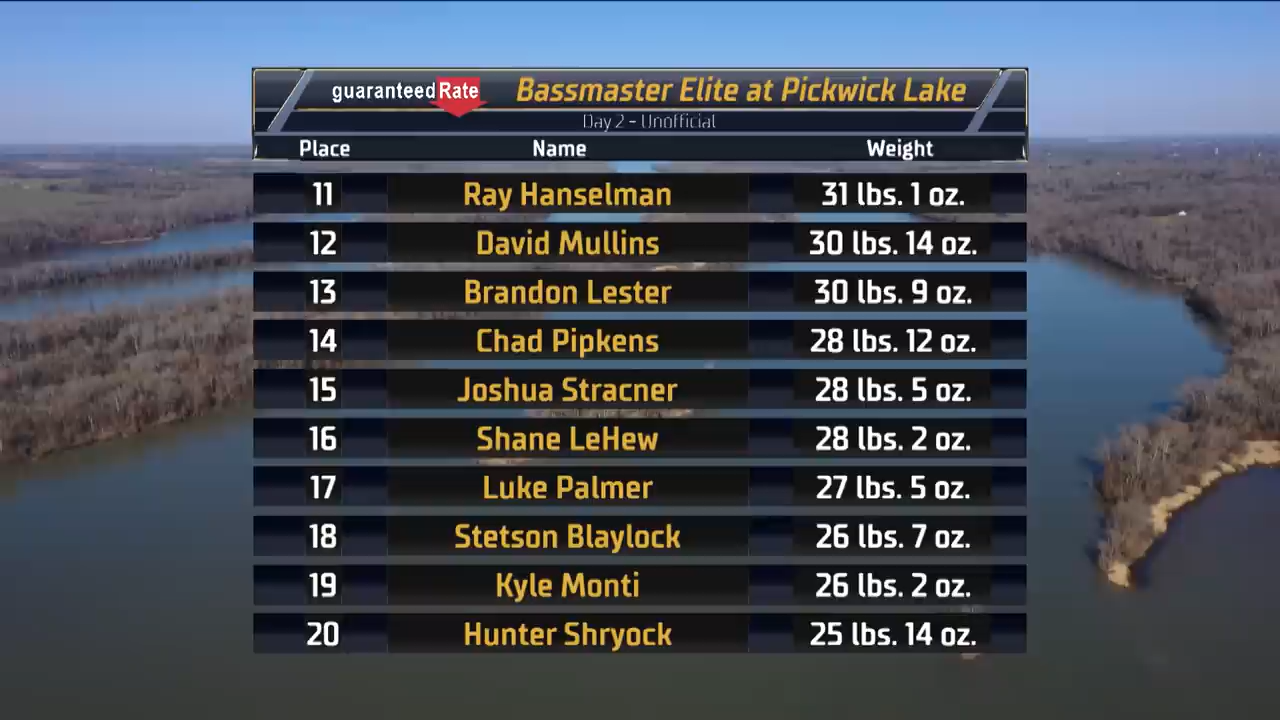 guaranteed Rate Bassmaster Elite at Pickwick Lake
Day 2 - Unofficial
Place Name Weight
11 Ray Hanselman 31 lbs. 1 oz.
12 David Mullins 30 lbs. 14 oz.
13 Brandon Lester 30 lbs. 9 oz.
14 Chad Pipkens 28 lbs. 12 oz.
15 Joshua Stracner 28 lbs. 5 oz.
16 Shane LeHew 28 lbs. 2 oz.
17 Luke Palmer 27 lbs. 5 oz.
18 Stetson Blaylock 26 lbs. 7 oz.
19 Kyle Monti 26 lbs. 2 oz.
20 Hunter Shryock 25 lbs. 14 oz.